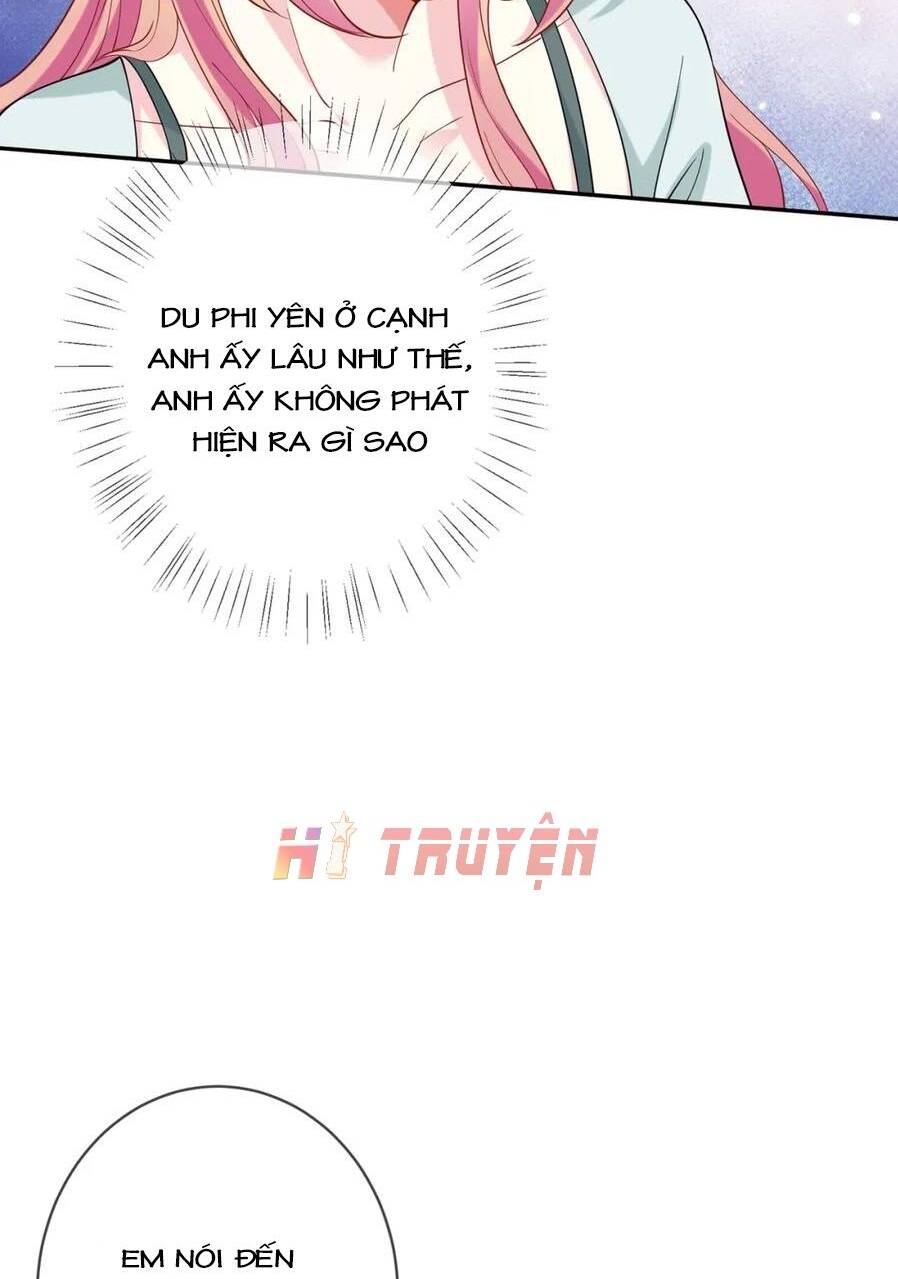 DU PHI YÊN Ở CẠNH
ANH ẤY LÂU NHƯ THẾ,
ANH ẤY KHÔNG PHÁT
HIỆN RA GÌ SAO
HI TRUYỆN
EM NÓI ĐẾN